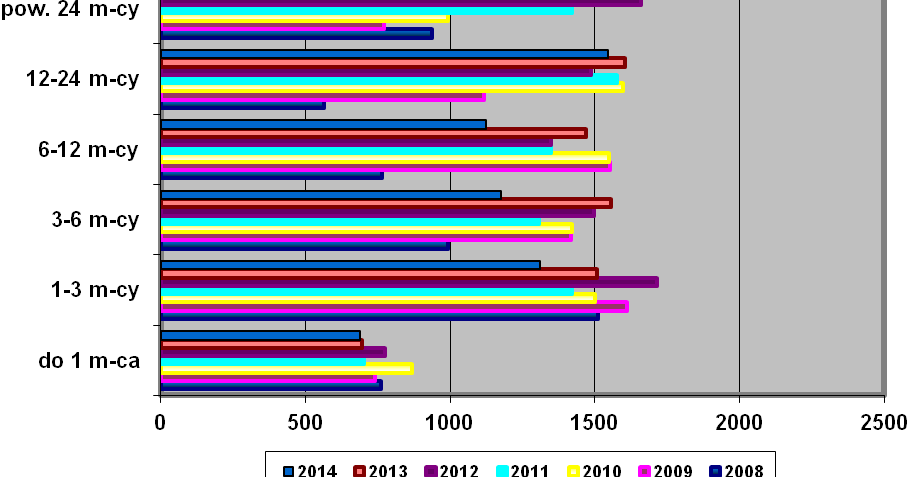 pow. 24 m-cy
12-24 m-cy
6-12 m-cy
3-6 m-cy
1-3 m-cy
do 1 m-ca
0 500 1000 1500 2000 2500
2014 2013 2012 2011 2010 2009 2008